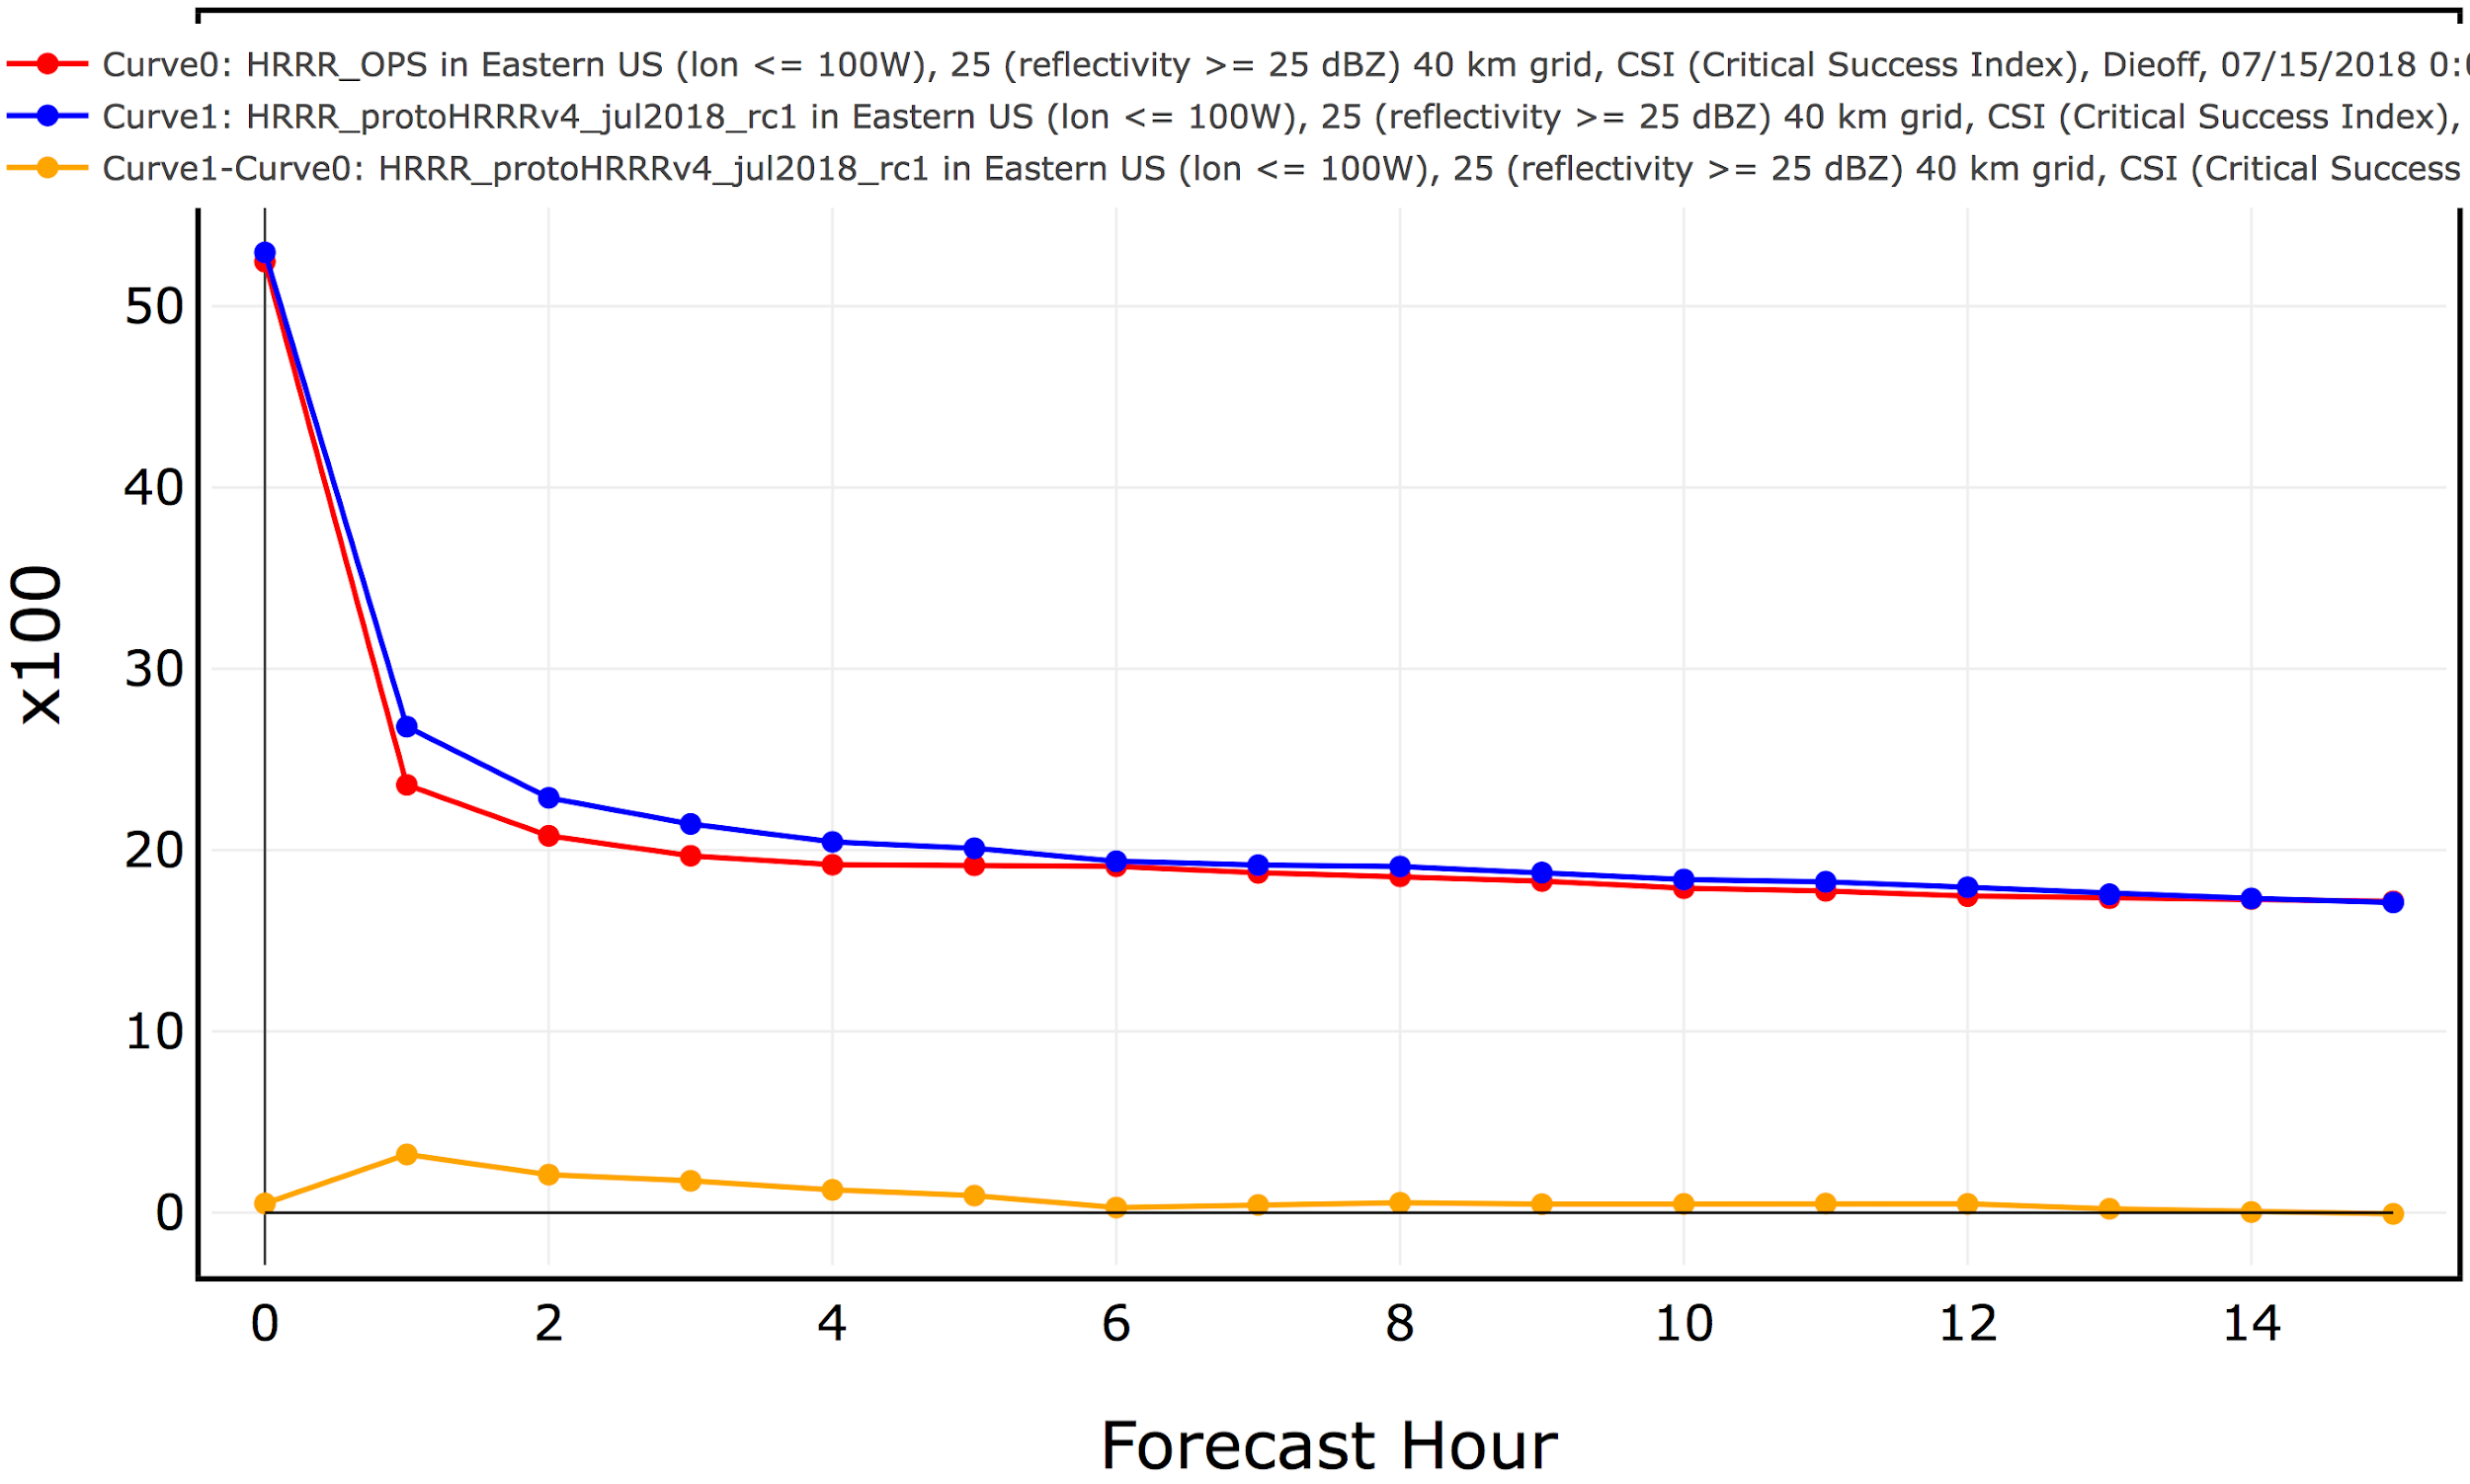 Curve0: HRRR_OPS in Eastern US (lon <= 100W), 25 (reflectivity >= 25 dBZ) 40 km grid, CSI (Critical Success Index), Dieoff, 07/15/2018
Curve1: HRRR_protoHRRRv4_jul2018_rc1 in Eastern US (lon <= 100W), 25 (reflectivity >= 25 dBZ) 40 km grid, CSI (Critical Success Index),
Curve1-Curve0: HRRR_protoHRRRv4_jul2018_rc1 in Eastern US (lon <= 100W), 25 (reflectivity >= 25 dBZ) 40 km grid, CSI (Critical Success
50
40
30
20
10
0
x100
0 2 4 6 8 10 12 14
Forecast Hour